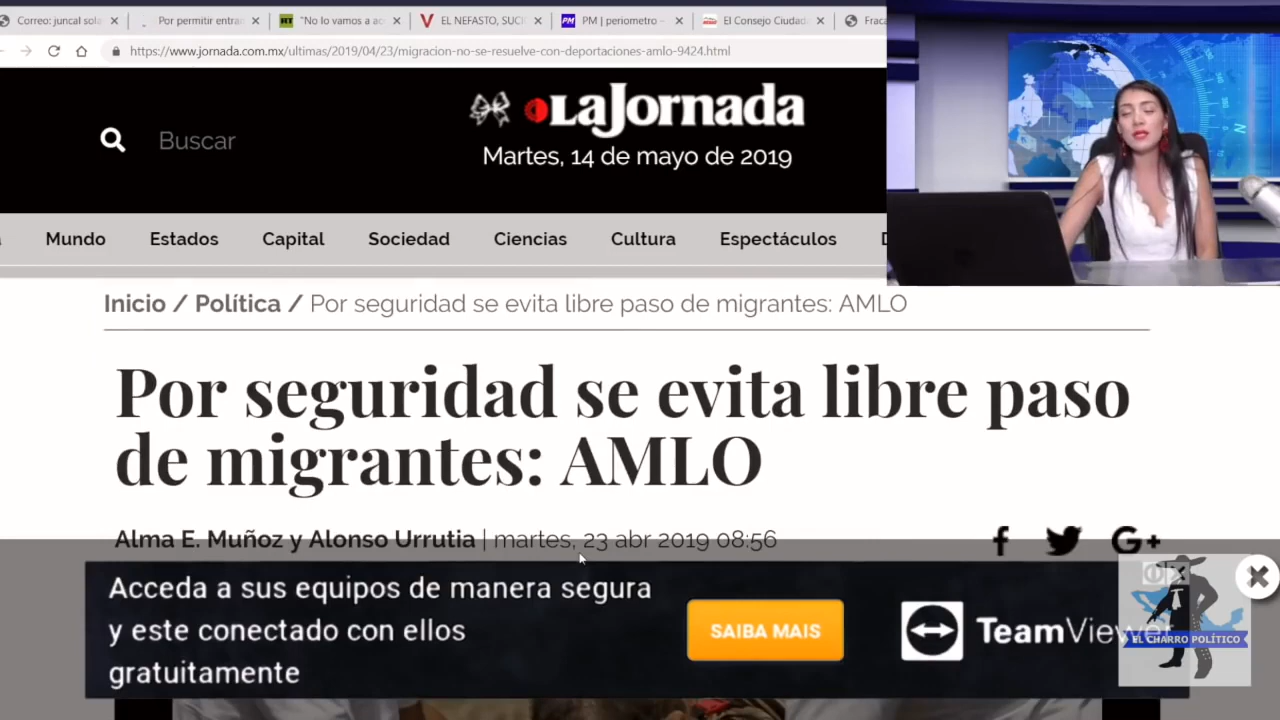 Correo: juncal sola
Por permitir entrar
RT
"No lo vamos a ac
EL NEFASTO, SUCI
PM
PM | periometro –
El Consejo Ciudad
Fraca
https://www.jornada.com.mx/ultimas/2019/04/23/migracion-no-se-resuelve-con-deportaciones-amlo-9424.html
Buscar
LaJornada
Martes, 14 de mayo de 2019
Mundo Estados Capital Sociedad Ciencias Cultura Espectáculos
Inicio / Política / Por seguridad se evita libre paso de migrantes: AMLO
Por seguridad se evita libre paso
de migrantes: AMLO
Alma E. Muñoz y Alonso Urrutia | martes, 23 abr 2019 08:56
Acceda a sus equipos de manera segura
y este conectado con ellos
gratuitamente
SAIBA MAIS
TeamViewer
EL CHARRO POLÍTICO